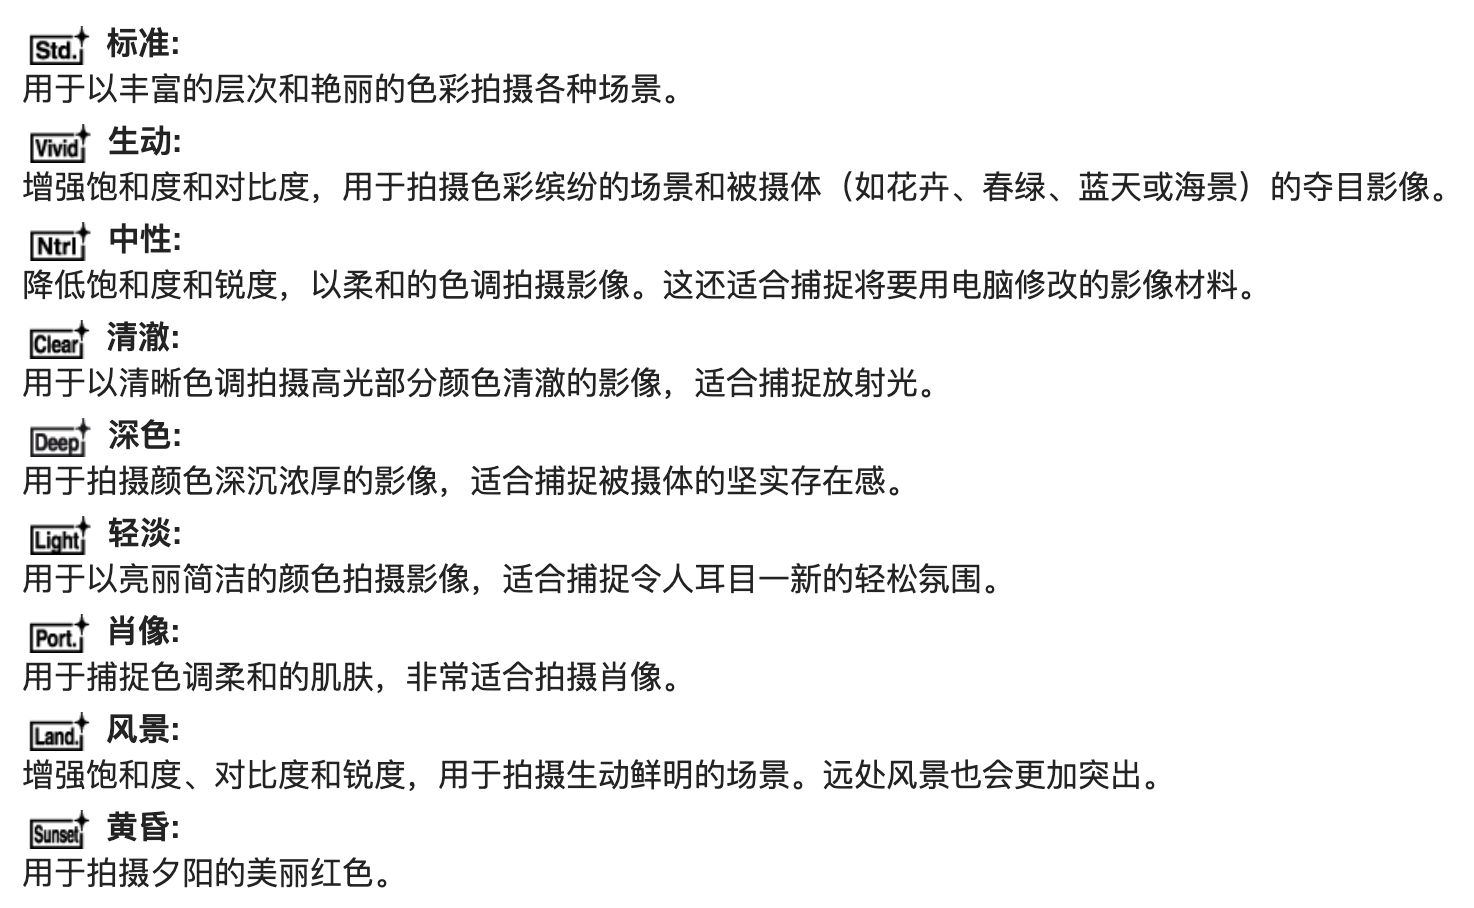 Std. 标准:
用于以丰富的层次和艳丽的色彩拍摄各种场景。
Vivid 生动:
增强饱和度和对比度，用于拍摄色彩缤纷的场景和被摄体（如花卉、春绿、蓝天或海景）的夺目影像。
Ntrl 中性:
降低饱和度和锐度，以柔和的色调拍摄影像。这还适合捕捉将要用电脑修改的影像材料。
Clear 清澈:
用于以清晰色调拍摄高光部分颜色清澈的影像，适合捕捉放射光。
Deep 深色:
用于拍摄颜色深沉浓厚的影像，适合捕捉被摄体的坚实存在感。
Light 轻淡:
用于以亮丽简洁的颜色拍摄影像，适合捕捉令人耳目一新的轻松氛围。
Port. 肖像:
用于捕捉色调柔和的肌肤，非常适合拍摄肖像。
Land. 风景:
增强饱和度、对比度和锐度，用于拍摄生动鲜明的场景。远处风景也会更加突出。
Sunset 黄昏:
用于拍摄夕阳的美丽红色。